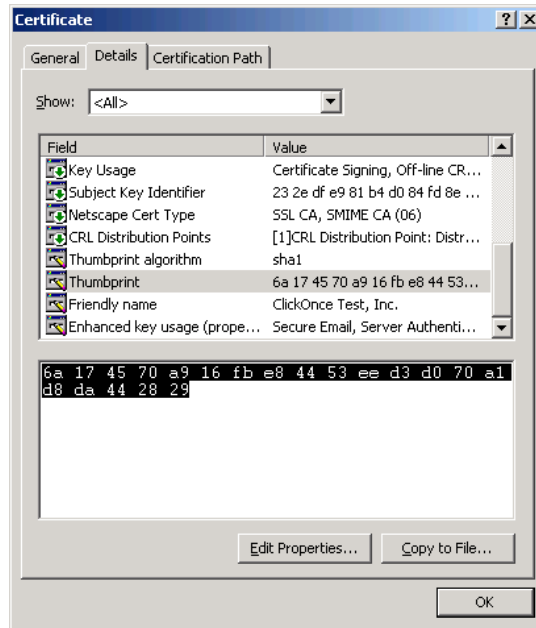 Certificate
General Details Certification Path
Show: <All>
Field Value
Key Usage Certificate Signing, Off-line CR...
Subject Key Identifier 23 2e df e9 81 b4 d0 84 fd 8e ...
Netscape Cert Type SSL CA, SMIME CA (06)
CRL Distribution Points [1]CRL Distribution Point: Distr...
Thumbprint algorithm sha1
Thumbprint 6a 17 45 70 a9 16 fb e8 44 53...
Friendly name ClickOnce Test, Inc.
Enhanced key usage (prope... Secure Email, Server Authenti...
6a 17 45 70 a9 16 fb e8 44 53 ee d3 d0 70 a1
d8 da 44 28 29
Edit Properties... Copy to File...
OK